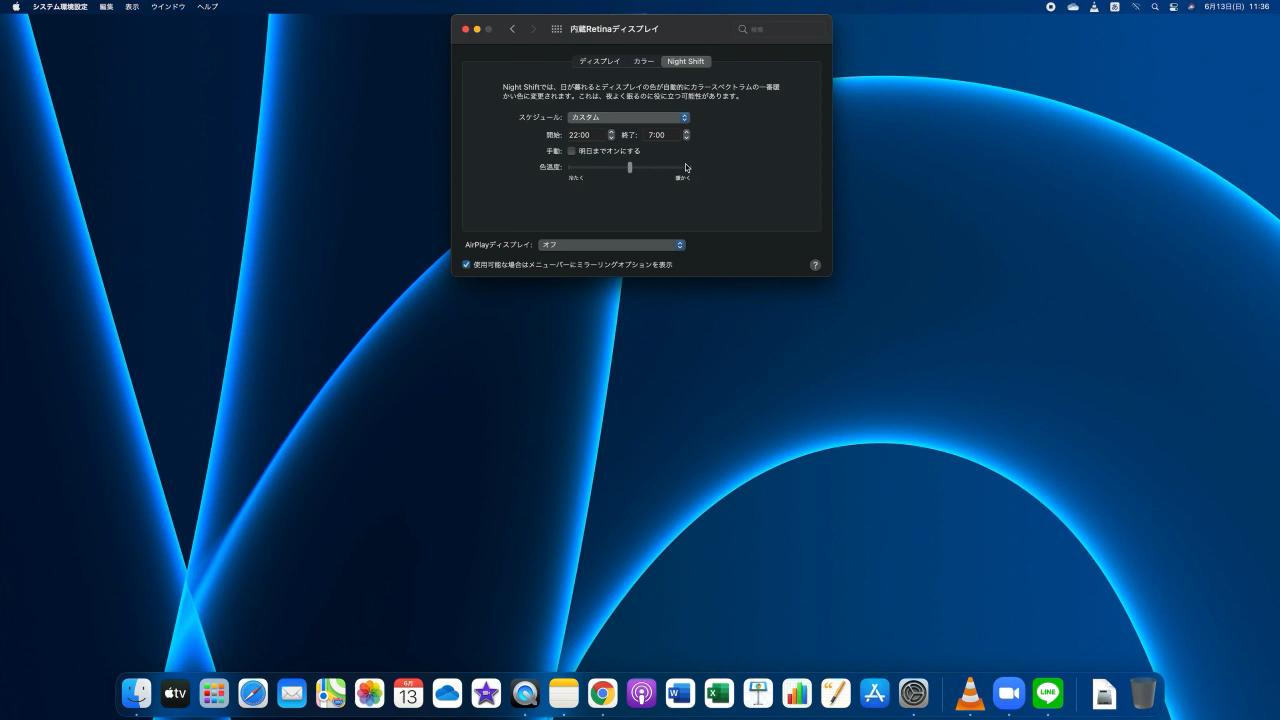 システム環境設定 編集 表示 ウインドウ ヘルプ
あ 6月13日(日) 11:36
内蔵Retinaディスプレイ
検索
ディスプレイ カラー Night Shift
Night Shiftでは、日が暮れるとディスプレイの色が自動的にカラースペクトラムの一番暖
かい色に変更されます。これは、夜よく眠るのに役に立つ可能性があります。
スケジュール: カスタム
開始: 22:00 終了: 7:00
手動: 明日までオンにする
色温度:
冷たく 暖かく
AirPlayディスプレイ: オフ
使用可能な場合はメニューバーにミラーリングオプションを表示
?
tv
6月
13
W
X
LINE